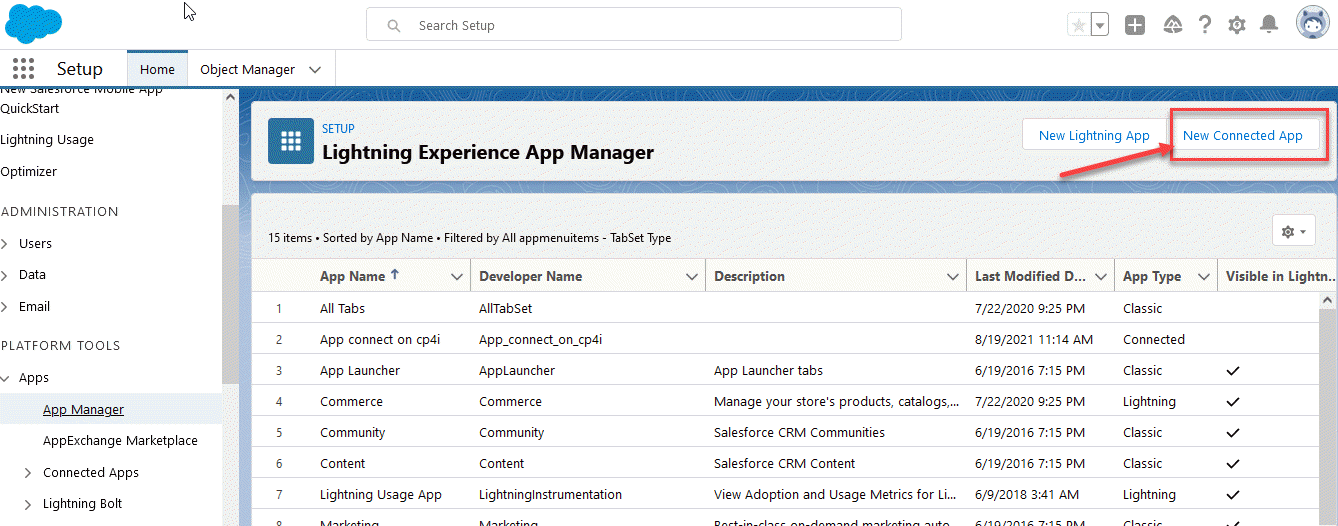 Search Setup
Setup
Home
Object Manager
New Salesforce Mobile App
QuickStart
Lightning Usage
Optimizer
ADMINISTRATION
Users
Data
Email
PLATFORM TOOLS
Apps
App Manager
AppExchange Marketplace
Connected Apps
Lightning Bolt
SETUP
Lightning Experience App Manager
New Lightning App
New Connected App
15 items • Sorted by App Name • Filtered by All appmenuitems - TabSet Type
App Name ↑ Developer Name Description Last Modified D... App Type Visible in Lightn...
1 All Tabs AllTabSet 7/22/2020 9:25 PM Classic
2 App connect on cp4i App_connect_on_cp4i 8/19/2021 11:14 AM Connected
3 App Launcher AppLauncher App Launcher tabs 6/19/2016 7:15 PM Classic ✓
4 Commerce Commerce Manage your store's products, catalogs,... 7/22/2020 9:25 PM Lightning ✓
5 Community Community Salesforce CRM Communities 6/19/2016 7:15 PM Classic ✓
6 Content Content Salesforce CRM Content 6/19/2016 7:15 PM Classic ✓
7 Lightning Usage App LightningInstrumentation View Adoption and Usage Metrics for Li... 6/9/2018 3:41 AM Lightning ✓
8 Marketing Marketing Best-in-class on-demand marketing auto... 6/19/2016 7:15 PM Classic ✓